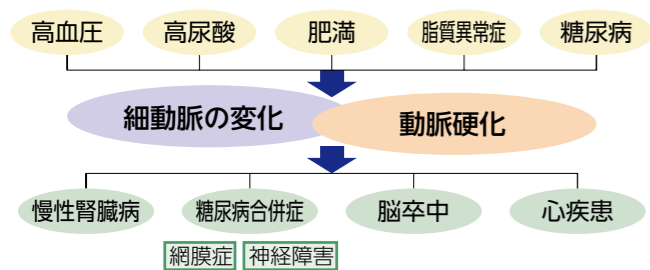 高血圧 高尿酸 肥満 脂質異常症 糖尿病
細動脈の変化 動脈硬化
慢性腎臓病 糖尿病合併症 脳卒中 心疾患
網膜症 神経障害